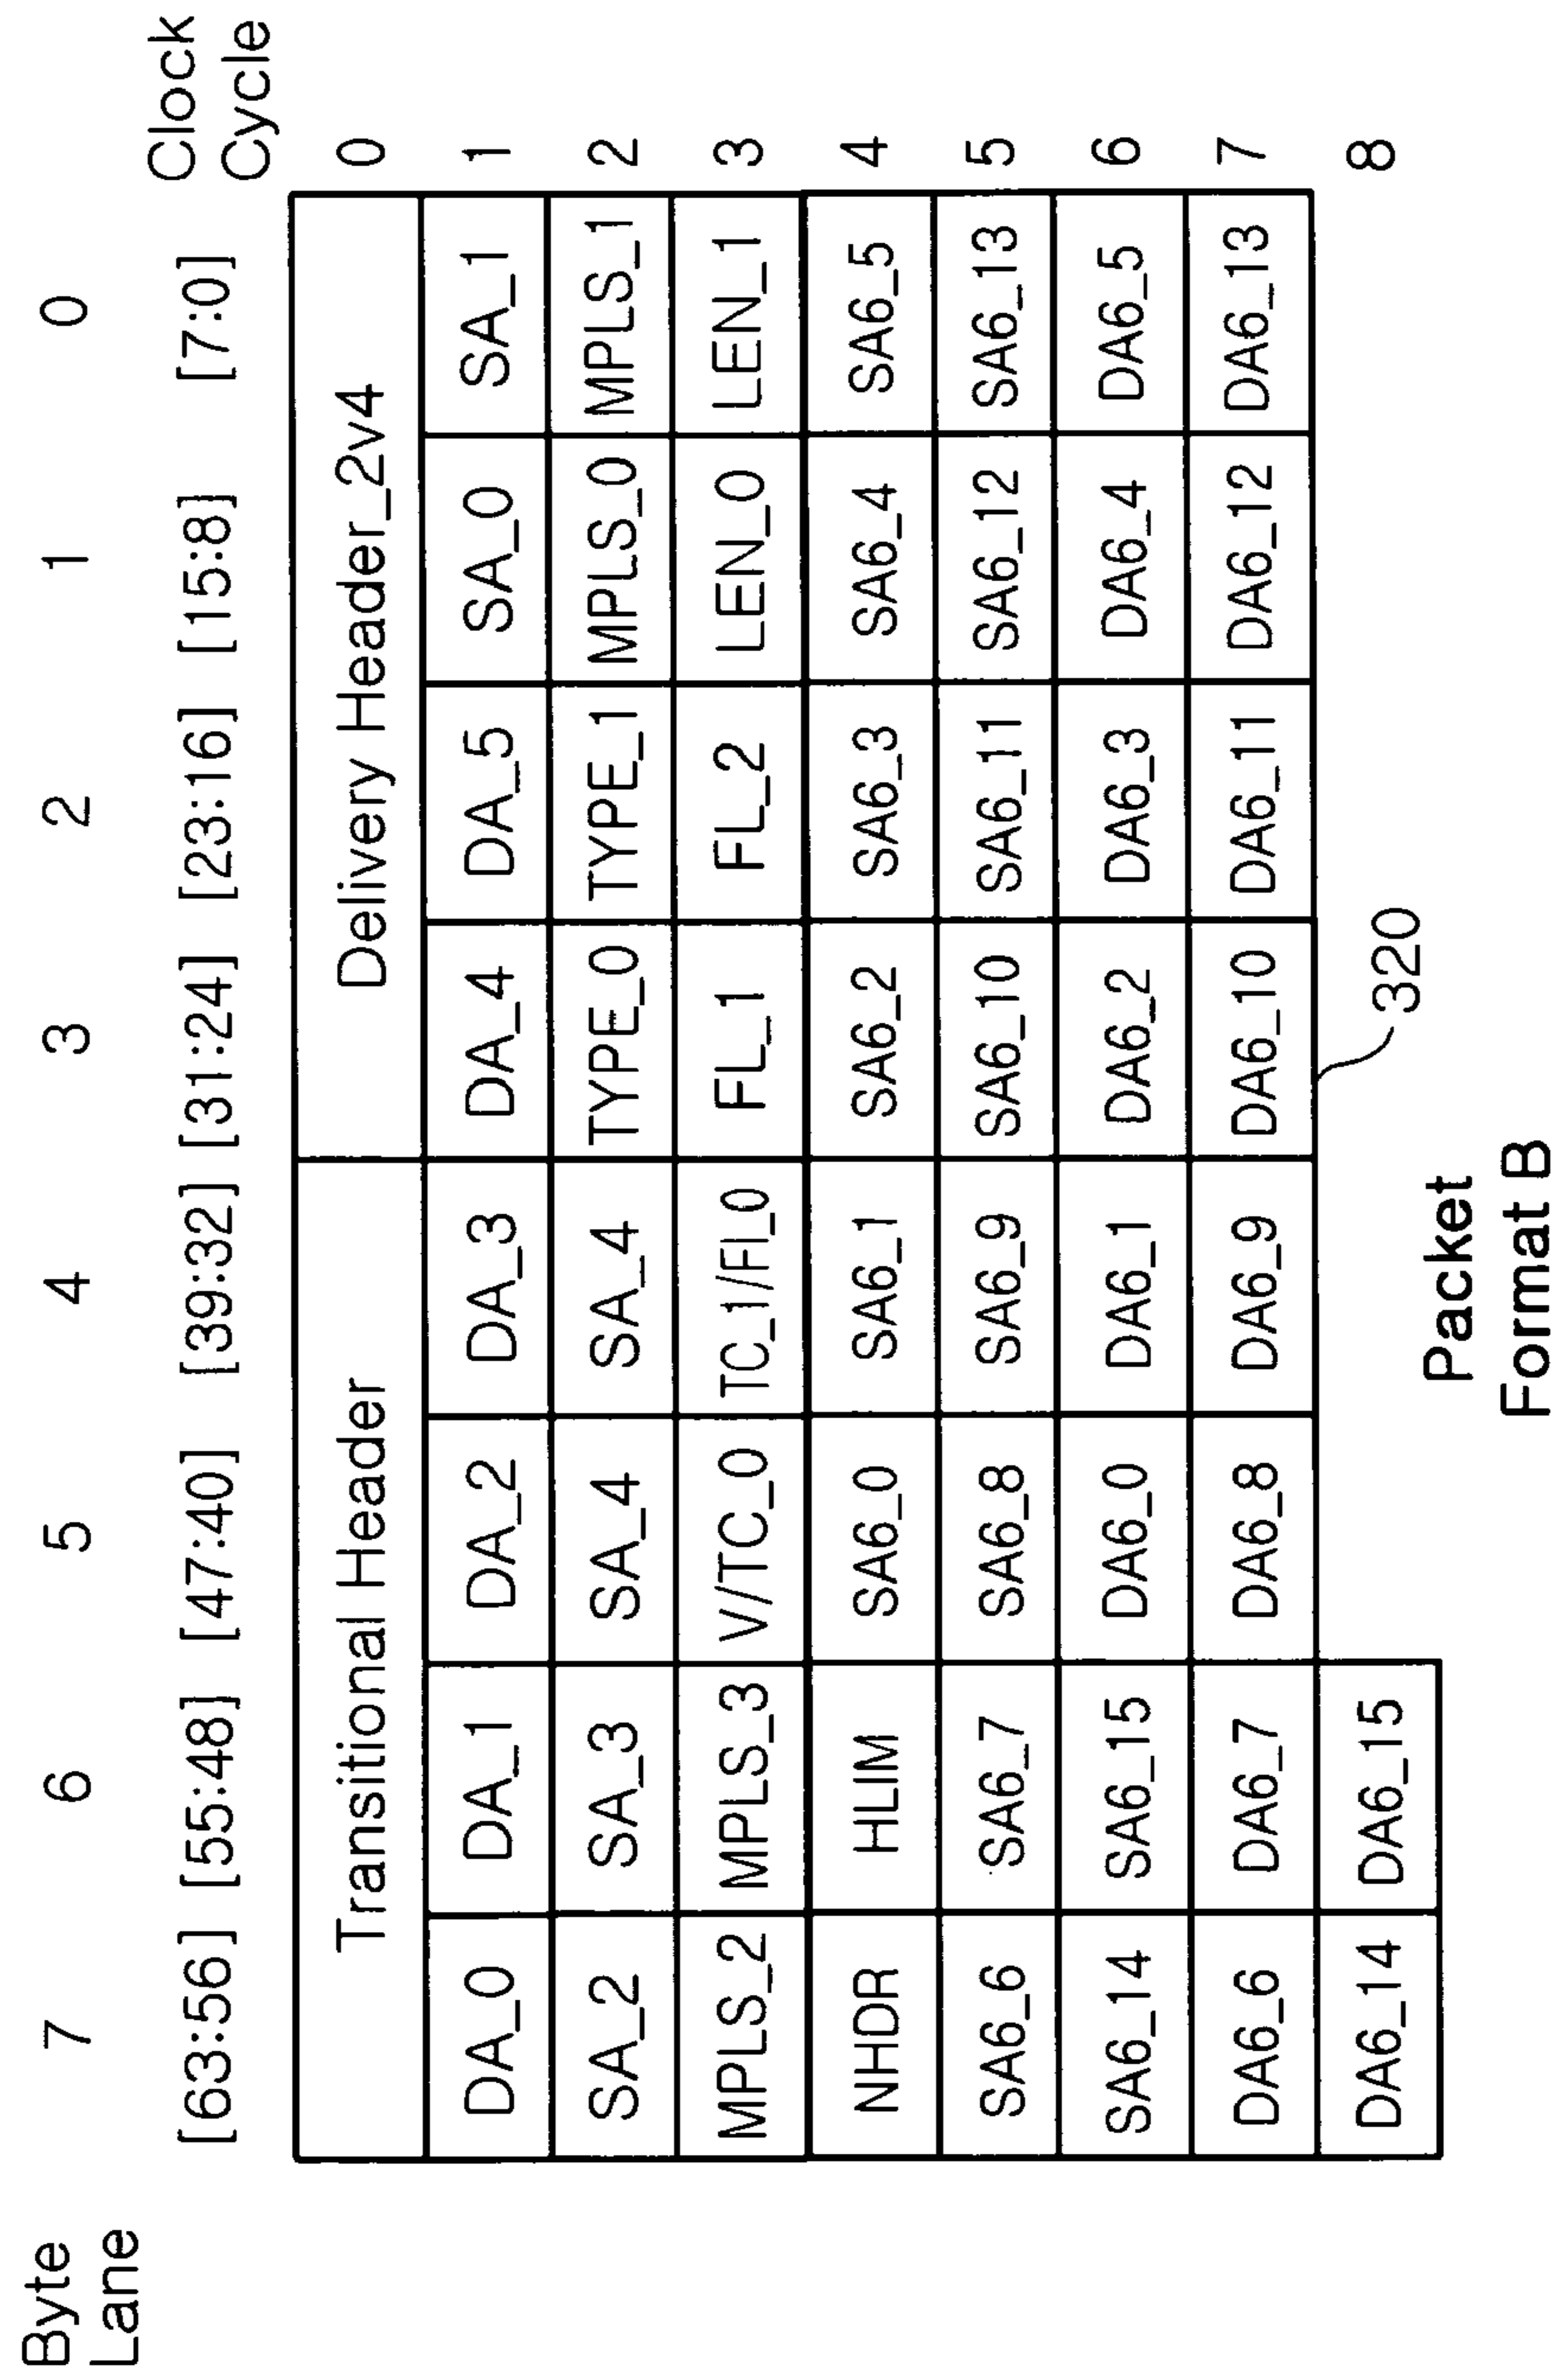 Byte Lane 7 6 5 4 3 2 1 0 Clock Cycle
[63:56] [55:48] [47:40] [39:32] [31:24] [23:16] [15:8] [7:0]
Transitional Header Delivery Header_2v4 0
DA_0 DA_1 DA_2 DA_3 DA_4 DA_5 SA_0 SA_1 1
SA_2 SA_3 SA_4 SA_4 TYPE_0 TYPE_1 MPLS_0 MPLS_1 2
MPLS_2 MPLS_3 V/TC_0 TC_1/FI_0 FL_1 FL_2 LEN_0 LEN_1 3
NHDR HLIM SA6_0 SA6_1 SA6_2 SA6_3 SA6_4 SA6_5 4
SA6_6 SA6_7 SA6_8 SA6_9 SA6_10 SA6_11 SA6_12 SA6_13 5
SA6_14 SA6_15 DA6_0 DA6_1 DA6_2 DA6_3 DA6_4 DA6_5 6
DA6_6 DA6_7 DA6_8 DA6_9 DA6_10 DA6_11 DA6_12 DA6_13 7
DA6_14 DA6_15 8
320
Packet
Format B